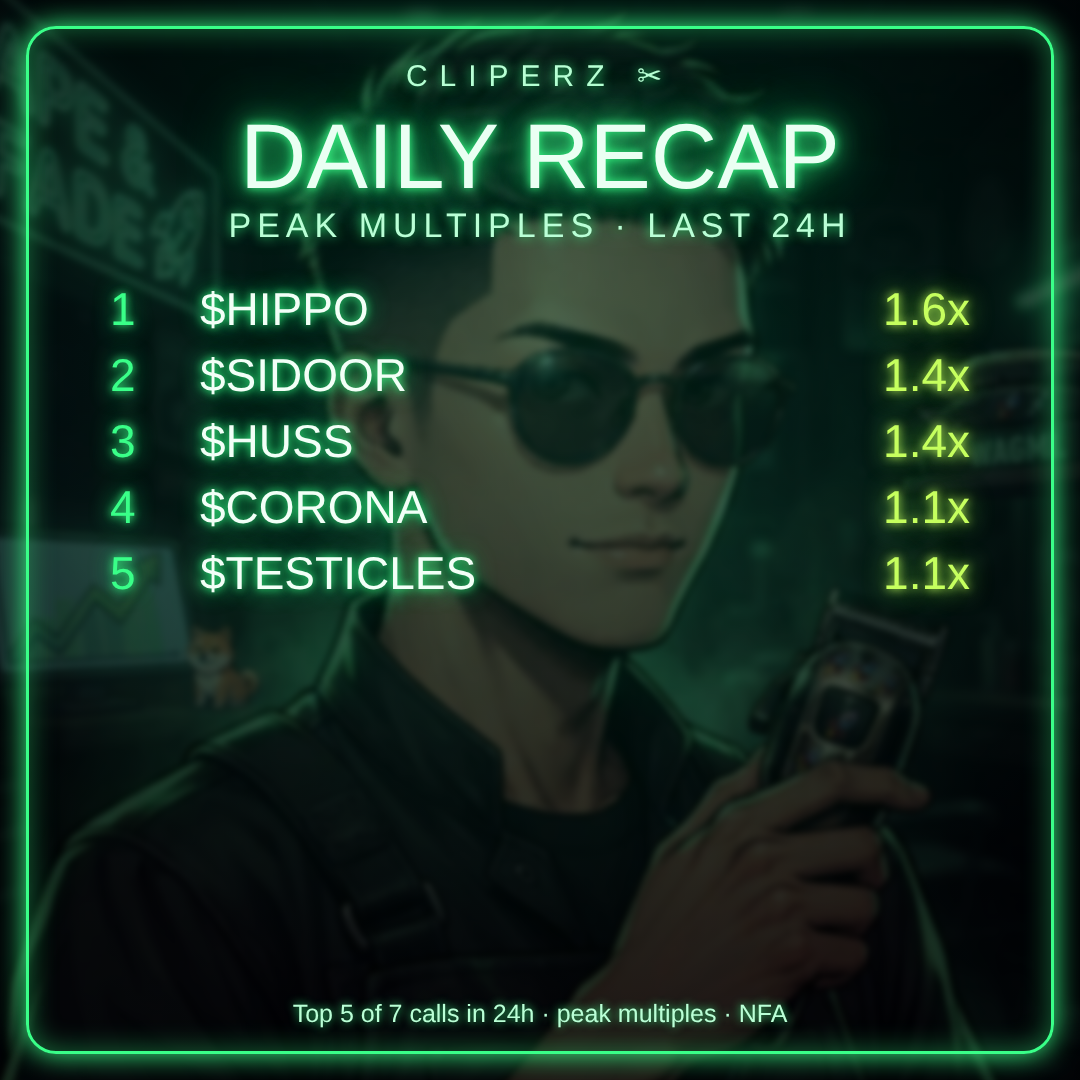 CLIPERZ ✂
DAILY RECAP
PEAK MULTIPLES · LAST 24H
1 $HIPPO 1.6x
2 $SIDOOR 1.4x
3 $HUSS 1.4x
4 $CORONA 1.1x
5 $TESTICLES 1.1x
Top 5 of 7 calls in 24h · peak multiples · NFA